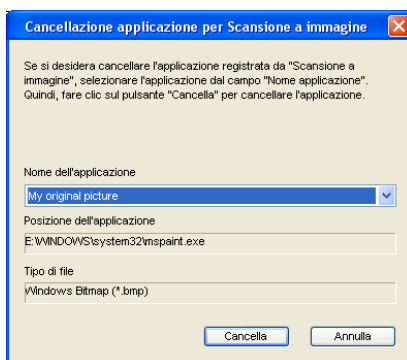 Cancellazione applicazione per Scansione a immagine
Se si desidera cancellare l'applicazione registrata da "Scansione a
immagine", selezionare l'applicazione dal campo "Nome applicazione".
Quindi, fare clic sul pulsante "Cancella" per cancellare l'applicazione.
Nome dell'applicazione
My original picture
Posizione dell'applicazione
E:\WINDOWS\system32\mspaint.exe
Tipo di file
Windows Bitmap (*.bmp)
Cancella Annulla